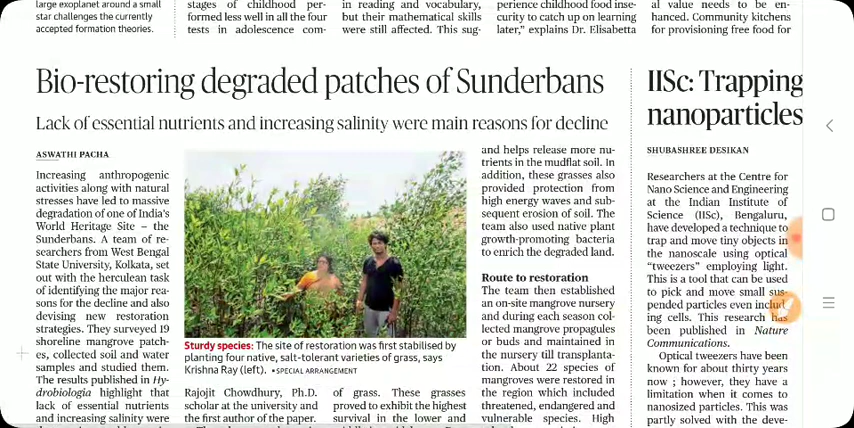 large exoplanet around a small
star challenges the currently
accepted formation theories.
stages of childhood per-
formed less well in all the four
tests in adolescence com-
in reading and vocabulary,
but their mathematical skills
were still affected. This sug-
perience childhood food inse-
curity to catch up on learning
later,” explains Dr. Elisabetta
al value needs to be en-
hanced. Community kitchens
for provisioning free food for
Bio-restoring degraded patches of Sunderbans
Lack of essential nutrients and increasing salinity were main reasons for decline
ASWATHI PACHA
Increasing anthropogenic
activities along with natural
stresses have led to massive
degradation of one of India’s
World Heritage Site – the
Sunderbans. A team of re-
searchers from West Bengal
State University, Kolkata, set
out with the herculean task
of identifying the major rea-
sons for the decline and also
devising new restoration
strategies. They surveyed 19
shoreline mangrove patch-
es, collected soil and water
samples and studied them.
The results published in Hy-
drobiologia highlight that
lack of essential nutrients
and increasing salinity were
Sturdy species: The site of restoration was first stabilised by
planting four native, salt-tolerant varieties of grass, says
Krishna Ray (left). •SPECIAL ARRANGEMENT
Rajojit Chowdhury, Ph.D.
scholar at the university and
the first author of the paper.
of grass. These grasses
proved to exhibit the highest
survival in the lower and
and helps release more nu-
trients in the mudflat soil. In
addition, these grasses also
provided protection from
high energy waves and sub-
sequent erosion of soil. The
team also used native plant
growth-promoting bacteria
to enrich the degraded land.
Route to restoration
The team then established
an on-site mangrove nursery
and during each season col-
lected mangrove propagules
or buds and maintained in
the nursery till transplanta-
tion. About 22 species of
mangroves were restored in
the region which included
threatened, endangered and
vulnerable species. High
IISc: Trapping
nanoparticles
SHUBASHREE DESIKAN
Researchers at the Centre for
Nano Science and Engineering
at the Indian Institute of
Science (IISc), Bengaluru,
have developed a technique to
trap and move tiny objects in
the nanoscale using optical
“tweezers” employing light.
This is a tool that can be used
to pick and move small sus-
pended particles even includ-
ing cells. This research has
been published in Nature
Communications.
Optical tweezers have been
known for about thirty years
now ; however, they have a
limitation when it comes to
nanosized particles. This was
partly solved with the deve-